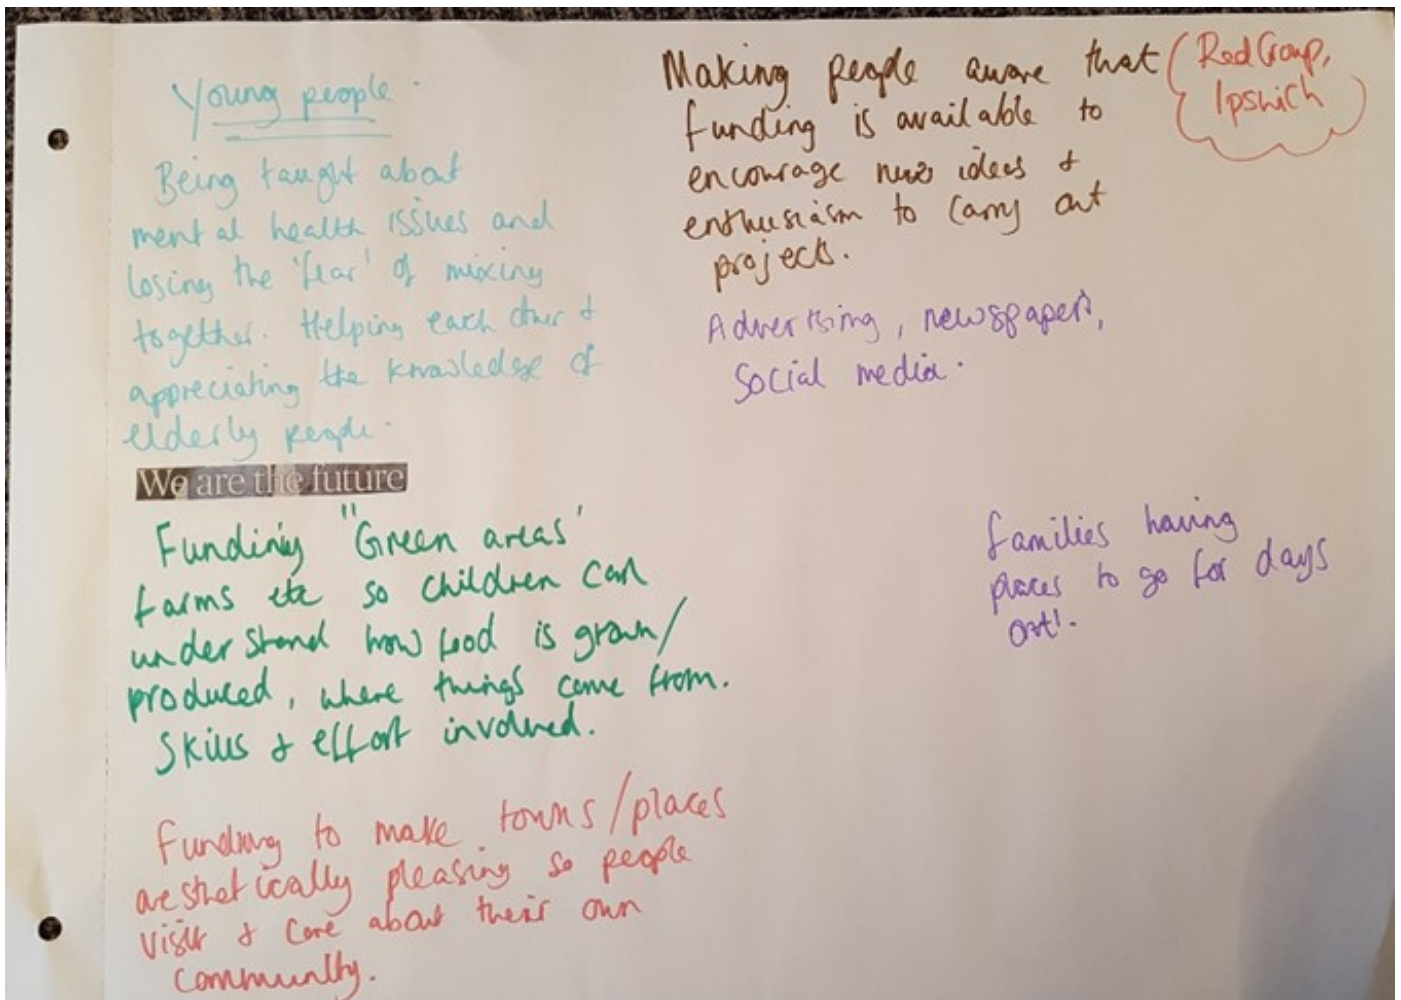 Young people.
Being taught about
mental health issues and
losing the 'fear' of mixing
together. Helping each other &
appreciating the knowledge of
elderly people.
We are the future
Funding "Green areas'
farms etc so children can
understand how food is grown/
produced, where things come from.
Skills & effort involved.
Funding to make towns/places
aesthetically pleasing so people
visit & care about their own
community.
Making people aware that
funding is available to
encourage new ideas &
enthusiasm to carry out
projects.
Advertising, newspapers,
Social media.
families having
places to go for days
out!.
Red Group,
Ipswich